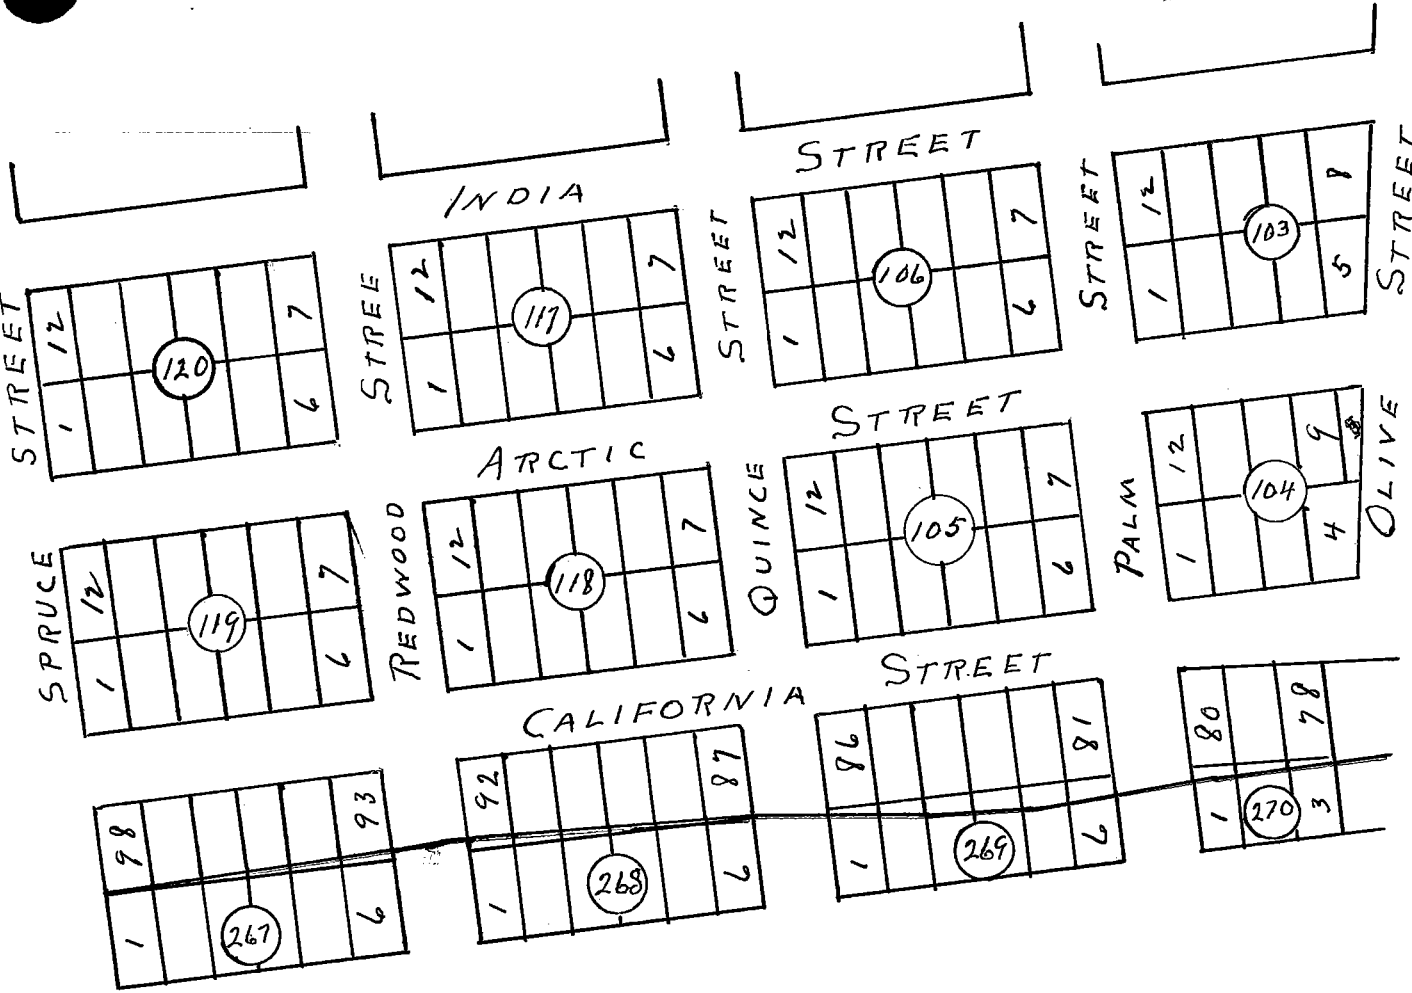 INDIA STREET
12 7
120
1 6
12 7
117
1 6
12 7
106
1 6
12 8
103
1 5
STREET
STREE
STREET
STREET
STREET
ARCTIC STREET
12 7
119
1 6
12 7
118
1 6
12 7
105
1 6
12 9
104
1 4
SPRUCE
REDWOOD
QUINCE
PALM
OLIVE
CALIFORNIA STREET
98 93
1 6
267
92 87
1 6
268
86 81
1 6
269
80 78
1 3
270